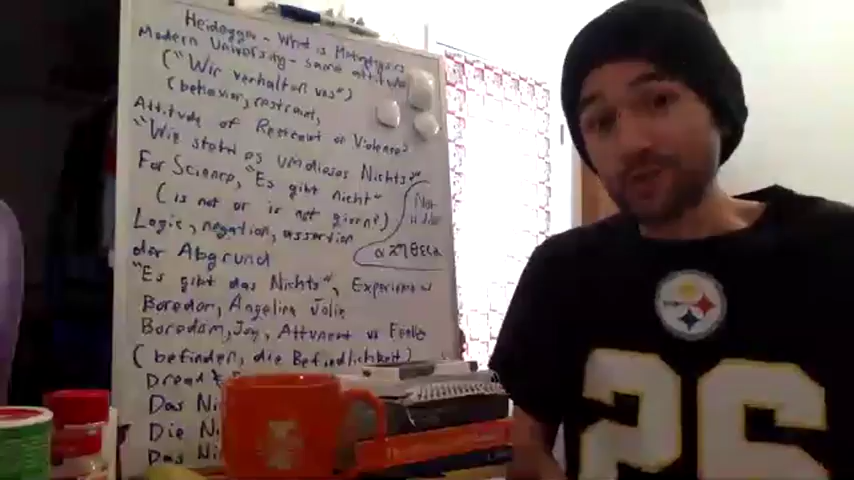 Heidegger - What is Metaphysics
Modern University - same attitude
("Wir verhalten uns")
(behavior, restraint,
Attitude of Restraint or Violence?
"Wie steht es um dieses Nichts?"
For Science, "Es gibt nicht"
(is not or is not given?)
Not
Logic, negation, assertion
der Abgrund
"Es gibt das Nichts", Experience
Boredom, Angelina Jolie
Boredom, Joy, Attunement vs
(befinden, die Befindlichkeit)
Dread
Das
Die
Das
Steelers
26